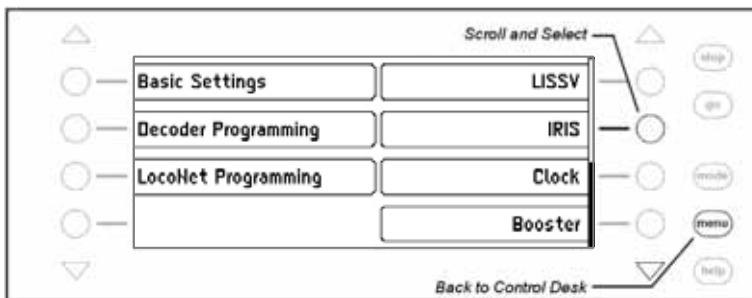 Scroll and Select
stop
Basic Settings
LISSV
go
Decoder Programming
IRIS
LocoNet Programming
Clock
mode
Booster
menu
help
Back to Control Desk